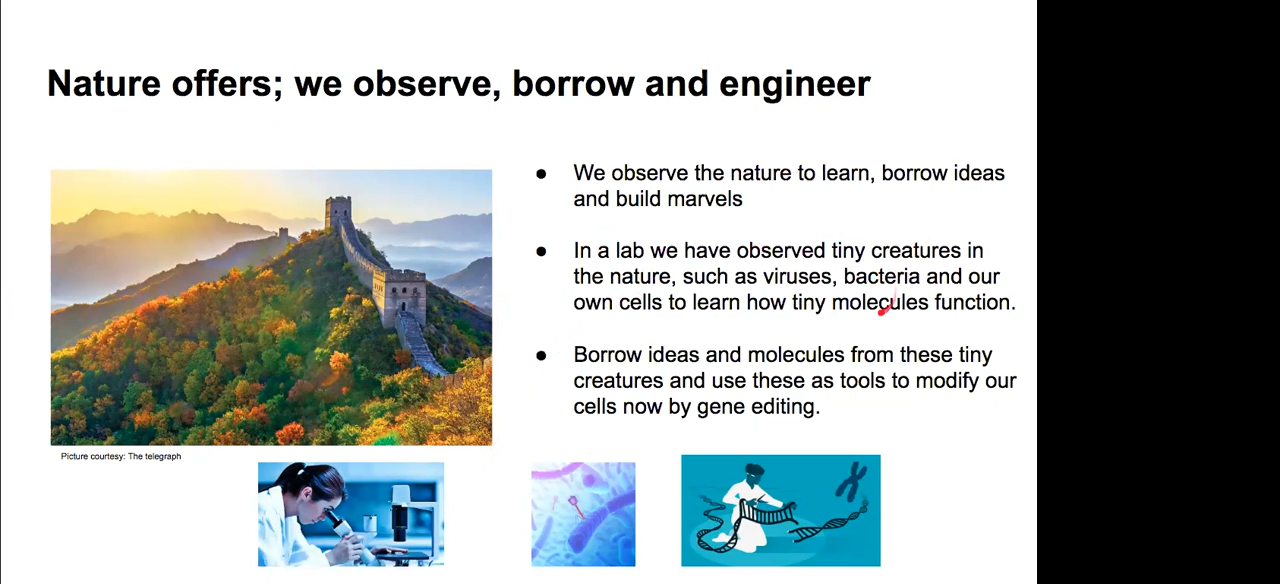 Nature offers; we observe, borrow and engineer
● We observe the nature to learn, borrow ideas
and build marvels
● In a lab we have observed tiny creatures in
the nature, such as viruses, bacteria and our
own cells to learn how tiny molecules function.
● Borrow ideas and molecules from these tiny
creatures and use these as tools to modify our
cells now by gene editing.
Picture courtesy: The telegraph